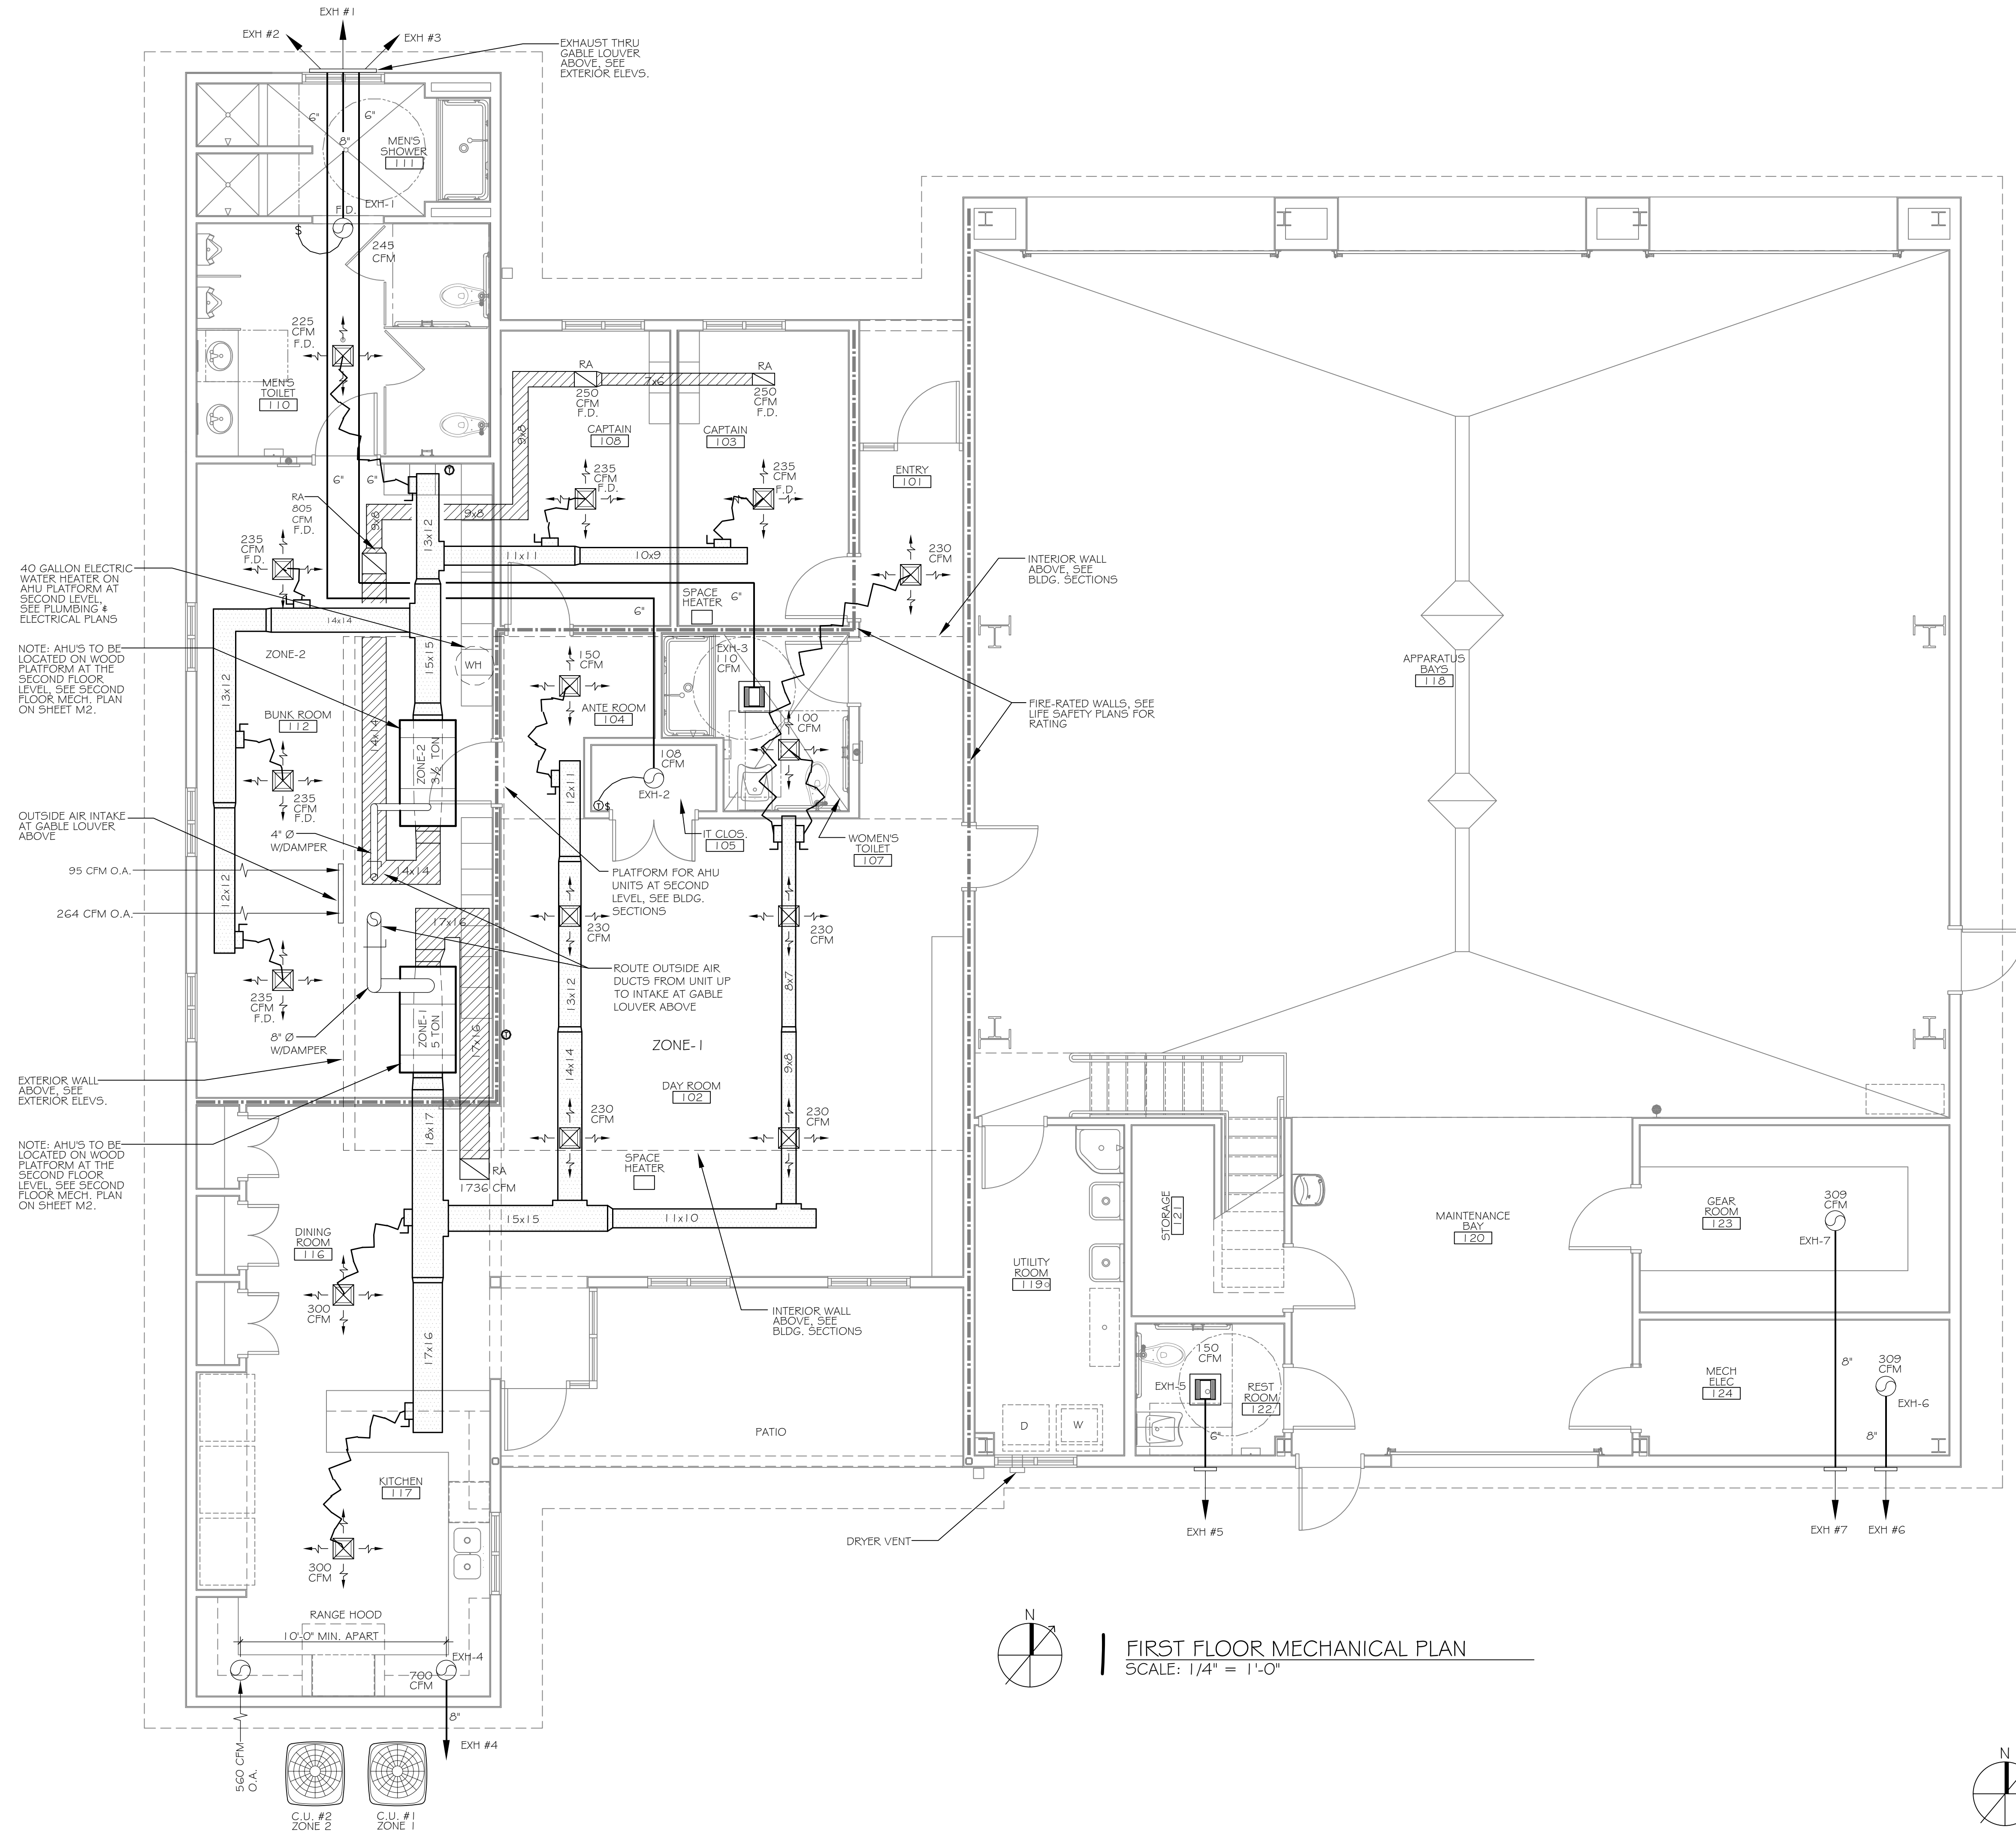 EXH #1
EXH #2
EXH #3
EXHAUST THRU
GABLE LOUVER
ABOVE, SEE
EXTERIOR ELEVS.
6"
6"
8"
MEN'S
SHOWER
111
F.D.
EXH-1
$
245
CFM
225
CFM
F.D.
MEN'S
TOILET
110
RA
RA
7x6
250
CFM
F.D.
250
CFM
F.D.
9x8
CAPTAIN
108
CAPTAIN
103
235
CFM
F.D.
235
CFM
F.D.
ENTRY
101
6"
6"
RA
805
CFM
F.D.
9x8
9x8
13x12
235
CFM
F.D.
11x11
10x9
230
CFM
INTERIOR WALL
ABOVE, SEE
BLDG. SECTIONS
40 GALLON ELECTRIC
WATER HEATER ON
AHU PLATFORM AT
SECOND LEVEL,
SEE PLUMBING &
ELECTRICAL PLANS
SPACE
HEATER
6"
6"
14x14
ZONE-2
15x15
WH
NOTE: AHU'S TO BE
LOCATED ON WOOD
PLATFORM AT THE
SECOND FLOOR
LEVEL, SEE SECOND
FLOOR MECH. PLAN
ON SHEET M2.
150
CFM
EXH-3
110
CFM
APPARATUS
BAYS
118
13x12
BUNK ROOM
112
14x14
ANTE ROOM
104
100
CFM
FIRE-RATED WALLS, SEE
LIFE SAFETY PLANS FOR
RATING
ZONE-2
3½ TON
108
CFM
EXH-2
T
$
12x11
235
CFM
F.D.
OUTSIDE AIR INTAKE
AT GABLE LOUVER
ABOVE
4" Ø
W/DAMPER
IT CLOS.
105
WOMEN'S
TOILET
107
95 CFM O.A.
14x14
12x12
PLATFORM FOR AHU
UNITS AT SECOND
LEVEL, SEE BLDG.
SECTIONS
264 CFM O.A.
17x16
230
CFM
230
CFM
ROUTE OUTSIDE AIR
DUCTS FROM UNIT UP
TO INTAKE AT GABLE
LOUVER ABOVE
13x12
8x7
235
CFM
F.D.
8" Ø
W/DAMPER
ZONE-1
5 TON
17x16
ZONE-1
14x14
9x8
EXTERIOR WALL
ABOVE, SEE
EXTERIOR ELEVS.
DAY ROOM
102
18x17
230
CFM
230
CFM
NOTE: AHU'S TO BE
LOCATED ON WOOD
PLATFORM AT THE
SECOND FLOOR
LEVEL, SEE SECOND
FLOOR MECH. PLAN
ON SHEET M2.
RA
1736 CFM
SPACE
HEATER
15x15
11x10
DINING
ROOM
116
300
CFM
17x16
INTERIOR WALL
ABOVE, SEE
BLDG. SECTIONS
UTILITY
ROOM
119
STORAGE
121
MAINTENANCE
BAY
120
GEAR
ROOM
123
309
CFM
EXH-7
150
CFM
EXH-5
REST
ROOM
122
6"
MECH
ELEC
124
8"
309
CFM
EXH-6
8"
D
W
PATIO
KITCHEN
117
300
CFM
DRYER VENT
EXH #5
EXH #7
EXH #6
RANGE HOOD
10'-0" MIN. APART
EXH-4
700
CFM
8"
EXH #4
560 CFM
O.A.
C.U. #2
ZONE 2
C.U. #1
ZONE 1
N
1
FIRST FLOOR MECHANICAL PLAN
SCALE: 1/4" = 1'-0"
N